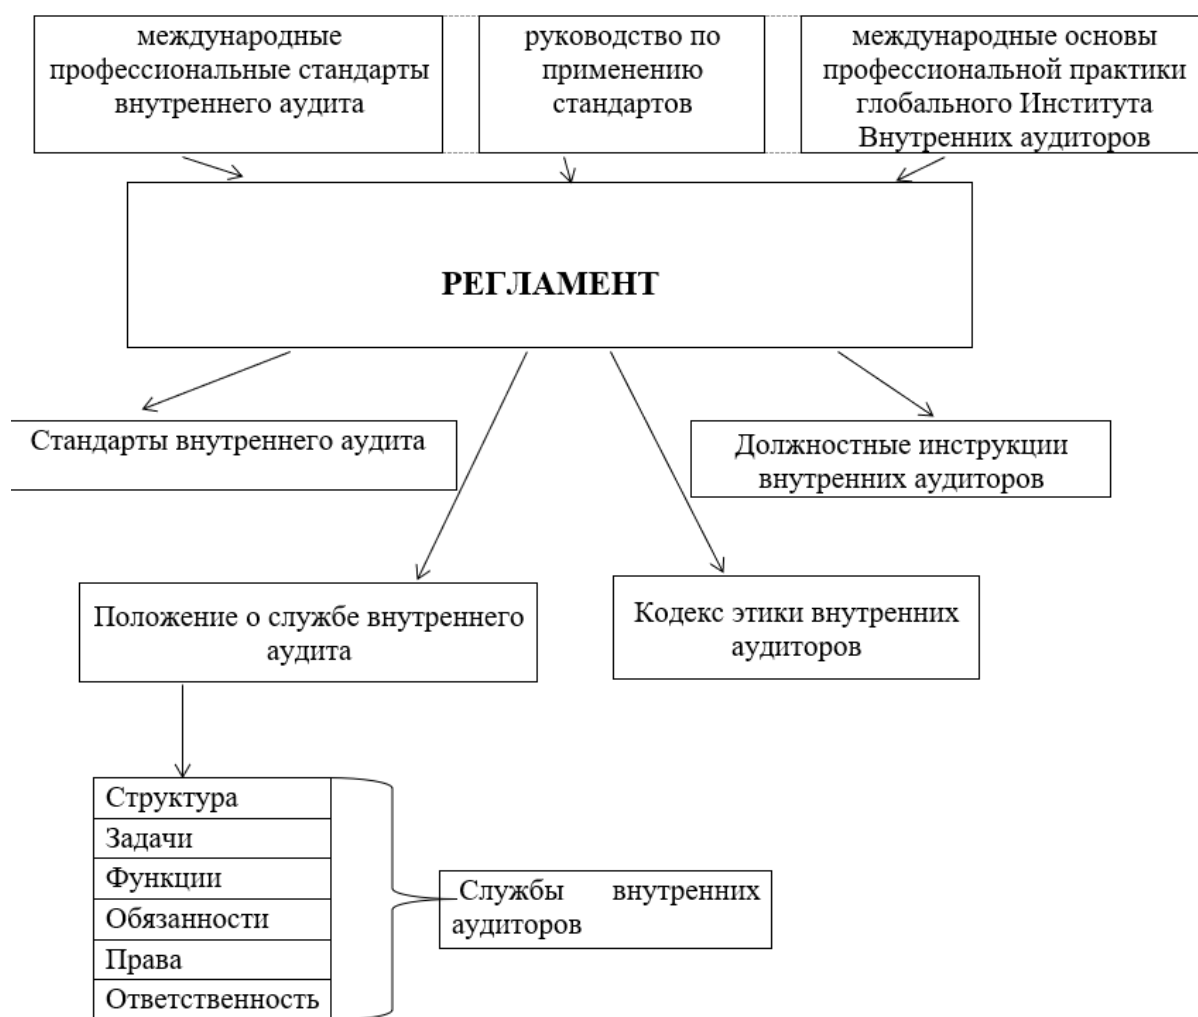 международные
профессиональные стандарты
внутреннего аудита
руководство по
применению
стандартов
международные основы
профессиональной практики
глобального Института
Внутренних аудиторов
РЕГЛАМЕНТ
Стандарты внутреннего аудита
Должностные инструкции
внутренних аудиторов
Положение о службе внутреннего
аудита
Кодекс этики внутренних
аудиторов
Структура
Задачи
Функции
Обязанности
Права
Ответственность
Службы внутренних
аудиторов